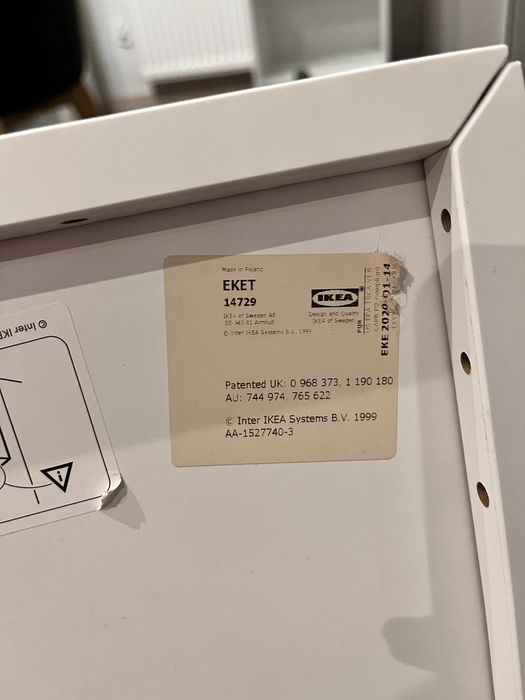 Made in Poland
EKET
14729
IKEA of Sweden AB
SE 343 81 Älmhult
© Inter IKEA Systems B.V. 1999
IKEA
Design and Quality
IKEA of Sweden
EKE 2020-01-14
Patented UK: 0 968 373, 1 190 180
AU: 744 974, 765 622
© Inter IKEA Systems B.V. 1999
AA-1527740-3
© Inter IKE